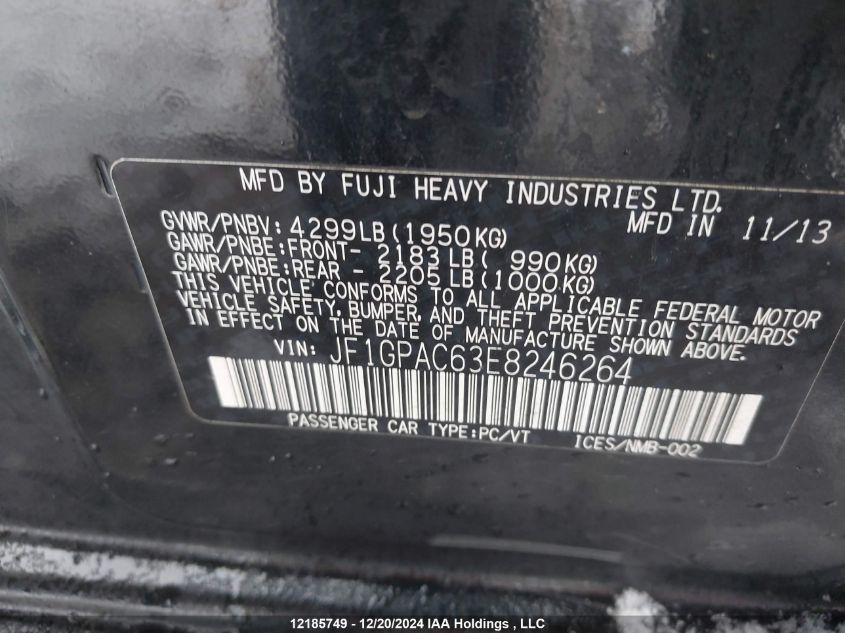 MFD BY FUJI HEAVY INDUSTRIES LTD.
GVWR/PNBV: 4299LB(1950KG) MFD IN 11/13
GAWR/PNBE:FRONT- 2183LB( 990KG)
GAWR/PNBE:REAR - 2205LB(1000KG)
THIS VEHICLE CONFORMS TO ALL APPLICABLE FEDERAL MOTOR
VEHICLE SAFETY, BUMPER, AND THEFT PREVENTION STANDARDS
IN EFFECT ON THE DATE OF MANUFACTURE SHOWN ABOVE.
VIN: JF1GPAC63E8246264
PASSENGER CAR TYPE:PC/VT ICES/NMB-002
12185749 - 12/20/2024 IAA Holdings , LLC